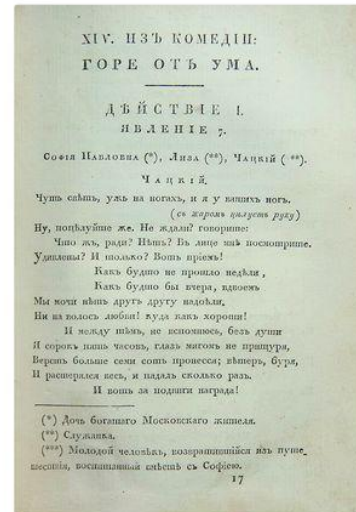 XIV. ИЗЪ КОМЕДІИ:
ГОРЕ ОТЪ УМА.
ДѢЙСТВІЕ I.
ЯВЛЕНІЕ 7.
Софія Павловна (*), Лиза (**), Чацкій ( **).
Чацкій.
Чуть свѣтъ, ужь на ногахъ, и я у вашихъ ногъ.
(съ жаромъ цѣлуетъ руку)
Ну, поцѣлуйте же. Не ждали? говорите:
Что жъ, ради? Нѣтъ? Въ лице мнѣ посмотрите.
Удивлены? И только? Вотъ пріемъ!
Какъ будто не прошло недѣли,
Какъ будто бы вчера, вдвоемъ
Мы мочи нѣтъ другъ другу надоѣли.
Ни на волосъ любви! куда какъ хороши!
И между тѣмъ, не вспомнюсь, безъ души
Я сорокъ пять часовъ, глазъ мигомъ не прищуря,
Верстъ больше семи сотъ пронесся; вѣтеръ, буря,
И растерялся весь, и падалъ сколько разъ.
И вотъ за подвиги награда!
(*) Дочь богатаго Московскаго жителя.
(**) Служанка.
(***) Молодой человѣкъ, возвратившійся изъ путе_
шествія, воспитанный вмѣстѣ съ Софіею.
17